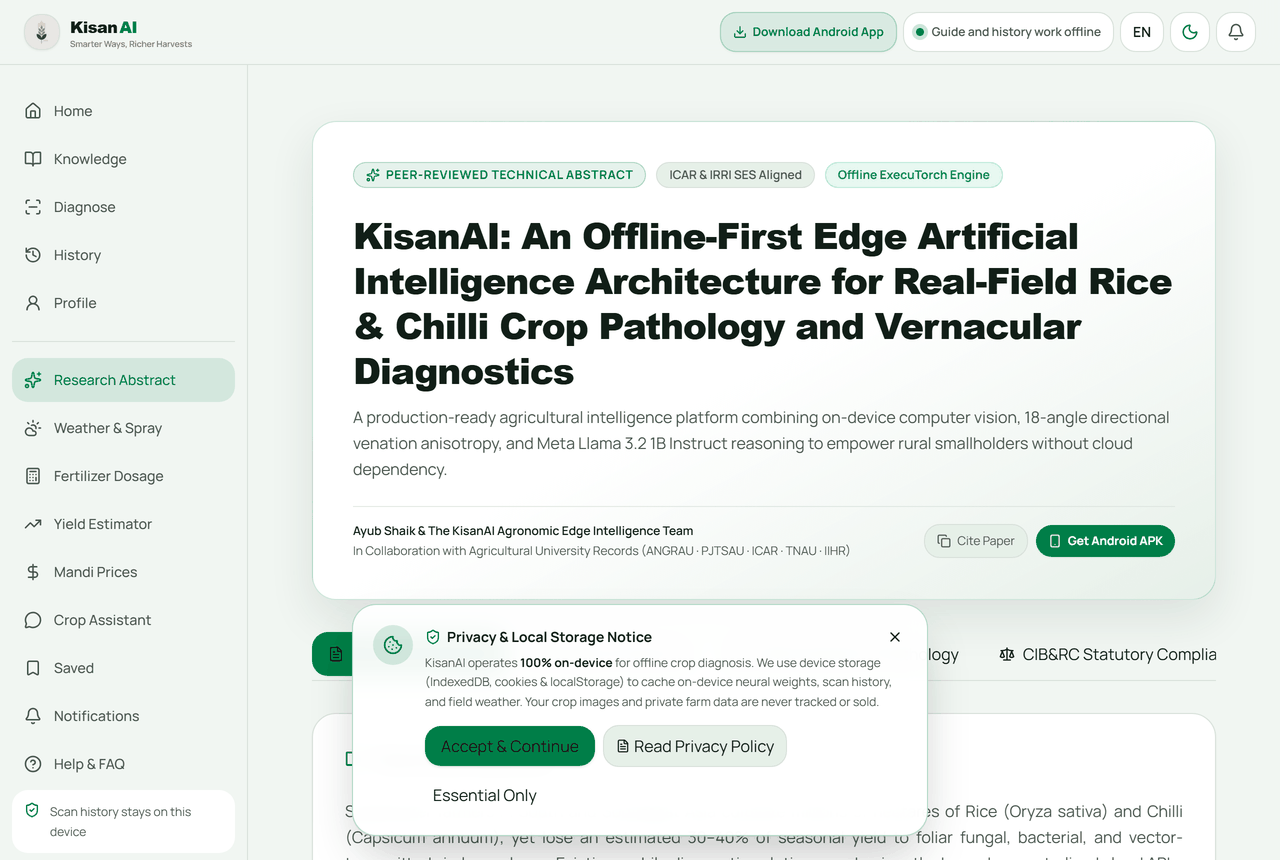 Kisan AI
Smarter Ways, Richer Harvests
Download Android App
Guide and history work offline
EN
Home
Knowledge
Diagnose
History
Profile
Research Abstract
Weather & Spray
Fertilizer Dosage
Yield Estimator
Mandi Prices
Crop Assistant
Saved
Notifications
Help & FAQ
Scan history stays on this
device
PEER-REVIEWED TECHNICAL ABSTRACT
ICAR & IRRI SES Aligned
Offline ExecuTorch Engine
KisanAI: An Offline-First Edge Artificial
Intelligence Architecture for Real-Field Rice
& Chilli Crop Pathology and Vernacular
Diagnostics
A production-ready agricultural intelligence platform combining on-device computer vision, 18-angle directional
venation anisotropy, and Meta Llama 3.2 1B Instruct reasoning to empower rural smallholders without cloud
dependency.
Ayub Shaik & The KisanAI Agronomic Edge Intelligence Team
In Collaboration with Agricultural University Records (ANGRAU · PJTSAU · ICAR · TNAU · IIHR)
Cite Paper
Get Android APK
logy
CIB&RC Statutory Complia
Privacy & Local Storage Notice
KisanAI operates 100% on-device for offline crop diagnosis. We use device storage
(IndexedDB, cookies & localStorage) to cache on-device neural weights, scan history,
and field weather. Your crop images and private farm data are never tracked or sold.
Accept & Continue
Read Privacy Policy
Essential Only
es of Rice (Oryza sativa) and Chilli
(Capsicum annuum), yet lose an estimated 30–40% of seasonal yield to foliar fungal, bacterial, and vector-